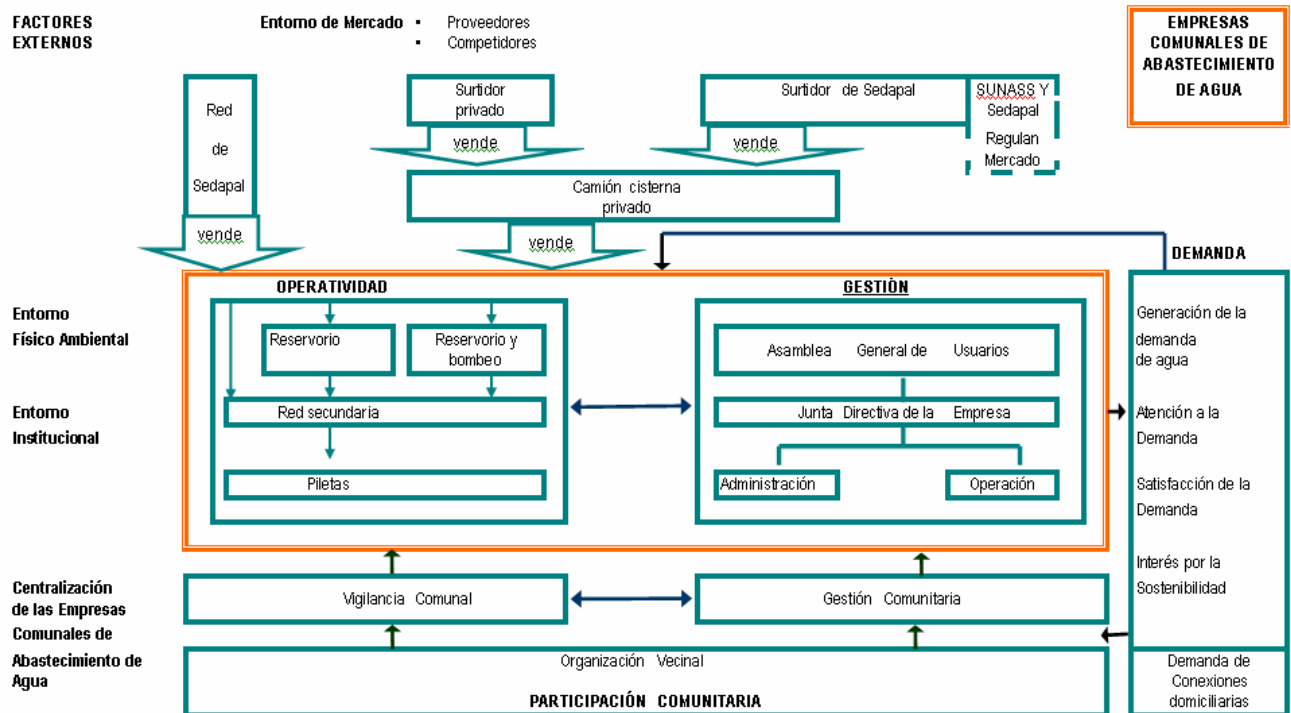 FACTORES
EXTERNOS
Entorno de Mercado ▪ Proveedores
▪ Competidores
EMPRESAS
COMUNALES DE
ABASTECIMIENTO
DE AGUA
Red
de
Sedapal
Surtidor
privado
Surtidor de Sedapal
SUNASS Y
Sedapal
Regulan
Mercado
vende
vende
Camión cisterna
privado
vende
vende
DEMANDA
OPERATIVIDAD
GESTIÓN
Entorno
Físico Ambiental
Reservorio
Reservorio y
bombeo
Asamblea General de Usuarios
Generación de la
demanda
de agua
Entorno
Institucional
Red secundaria
Junta Directiva de la Empresa
Atención a la
Demanda
Piletas
Administración
Operación
Satisfacción de la
Demanda
Interés por la
Sostenibilidad
Centralización
de las Empresas
Comunales de
Abastecimiento de
Agua
Vigilancia Comunal
Gestión Comunitaria
Organización Vecinal
PARTICIPACIÓN COMUNITARIA
Demanda de
Conexiones
domiciliarias